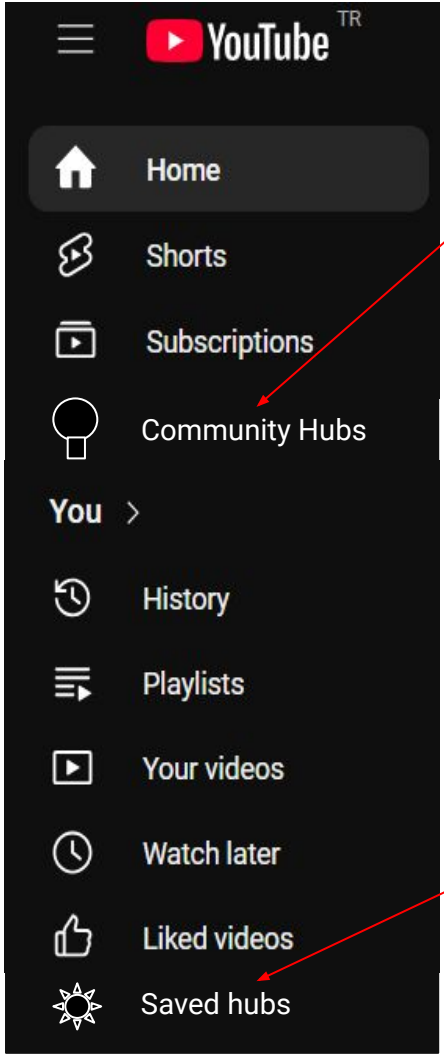 YouTube TR
Home
Shorts
Subscriptions
Community Hubs
You
History
Playlists
Your videos
Watch later
Liked videos
Saved hubs